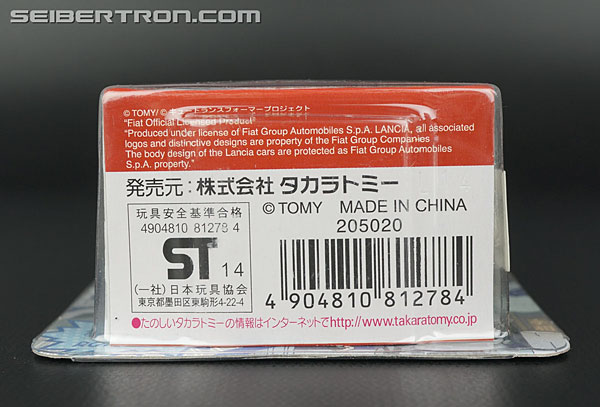 SEIBERTRON.COM
© TOMY/ © キュートランスフォーマープロジェクト
"Fiat Official Licensed Product"
"Produced under license of Fiat Group Automobiles S.p.A. LANCIA, all associated
logos and distinctive designs are property of the Fiat Group Companies
The body design of the Lancia cars are protected as Fiat Group Automobiles
S.p.A. property."
発売元：株式会社 タカラトミー
玩具安全基準合格
4904810 81278 4
ST 14
(一社)日本玩具協会
東京都墨田区東駒形4-22-4
© TOMY MADE IN CHINA
205020
4 904810 812784
●たのしいタカラトミーの情報はインターネットでhttp://www.takaratomy.co.jp